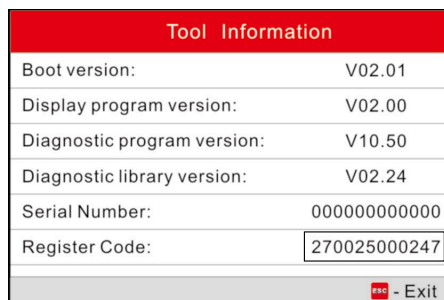 Tool Information
Boot version: V02.01
Display program version: V02.00
Diagnostic program version: V10.50
Diagnostic library version: V02.24
Serial Number: 000000000000
Register Code: 270025000247
ESC - Exit